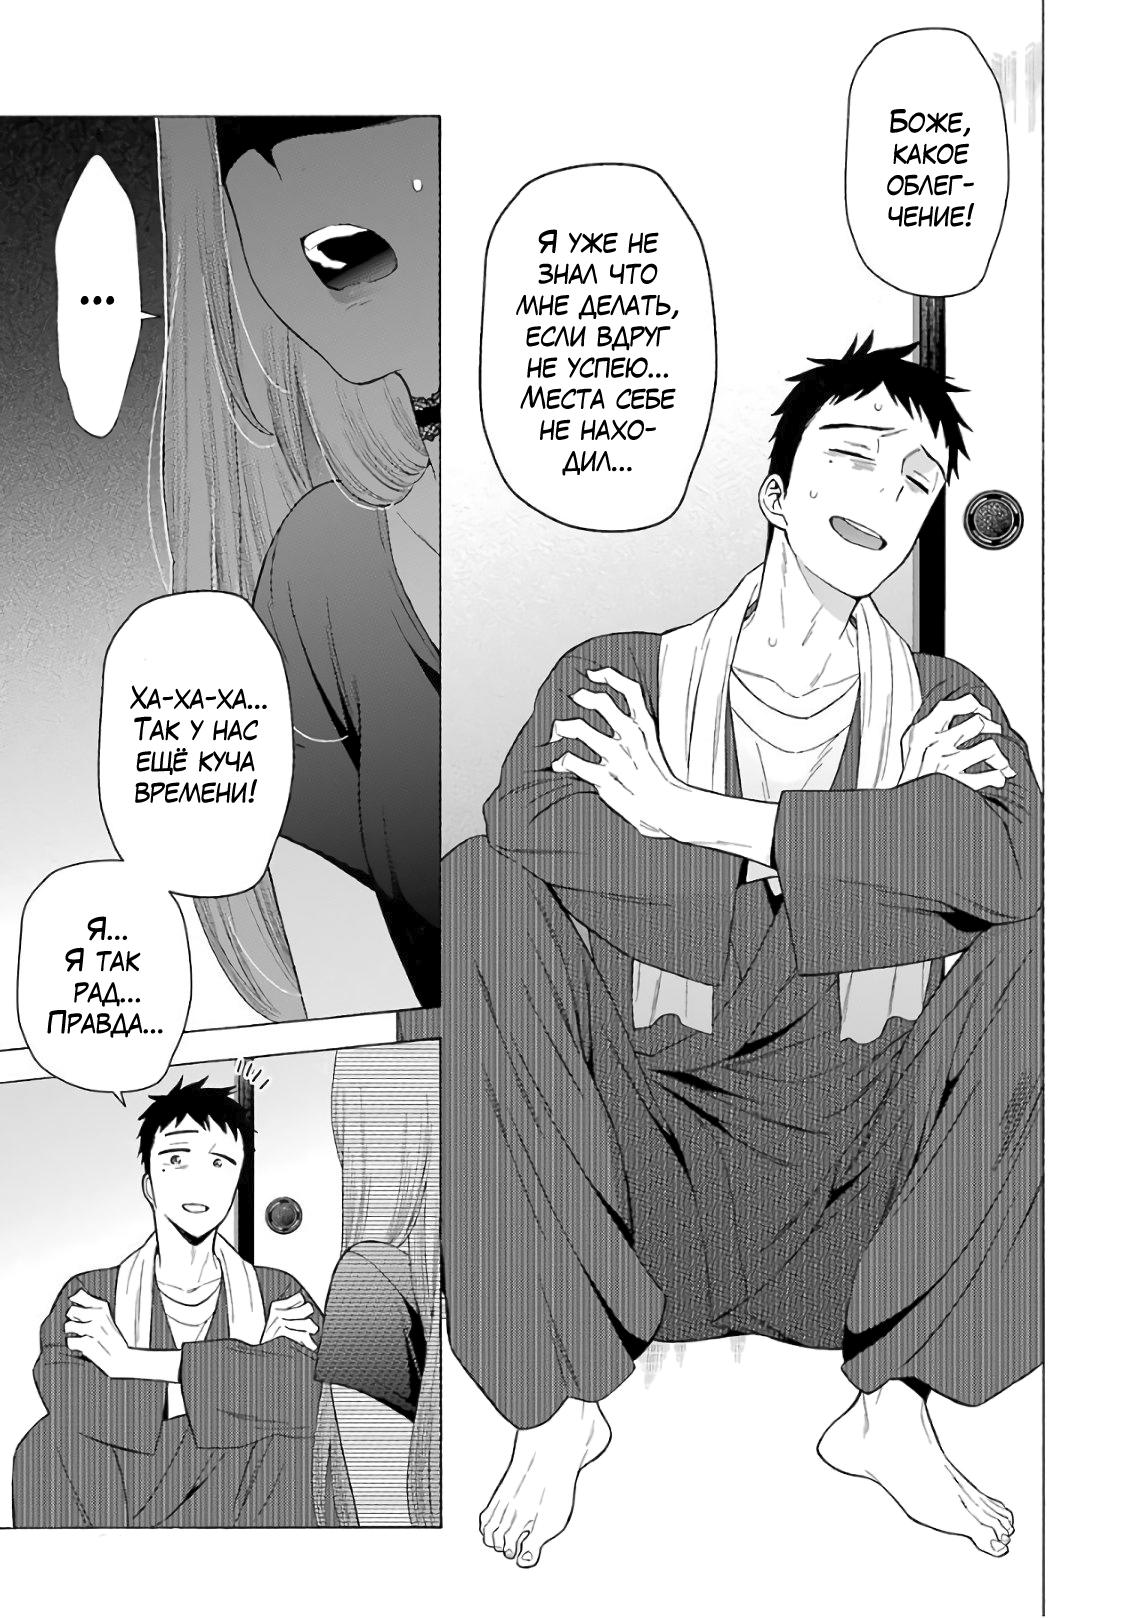 Боже,
какое
облег-
чение!
Я уже не
знал что
мне делать,
если вдруг
не успею...
Места себе
не нахо-
дил...
...
Ха-ха-ха...
Так у нас
ещё куча
времени!
Я...
Я так
рад...
Правда...